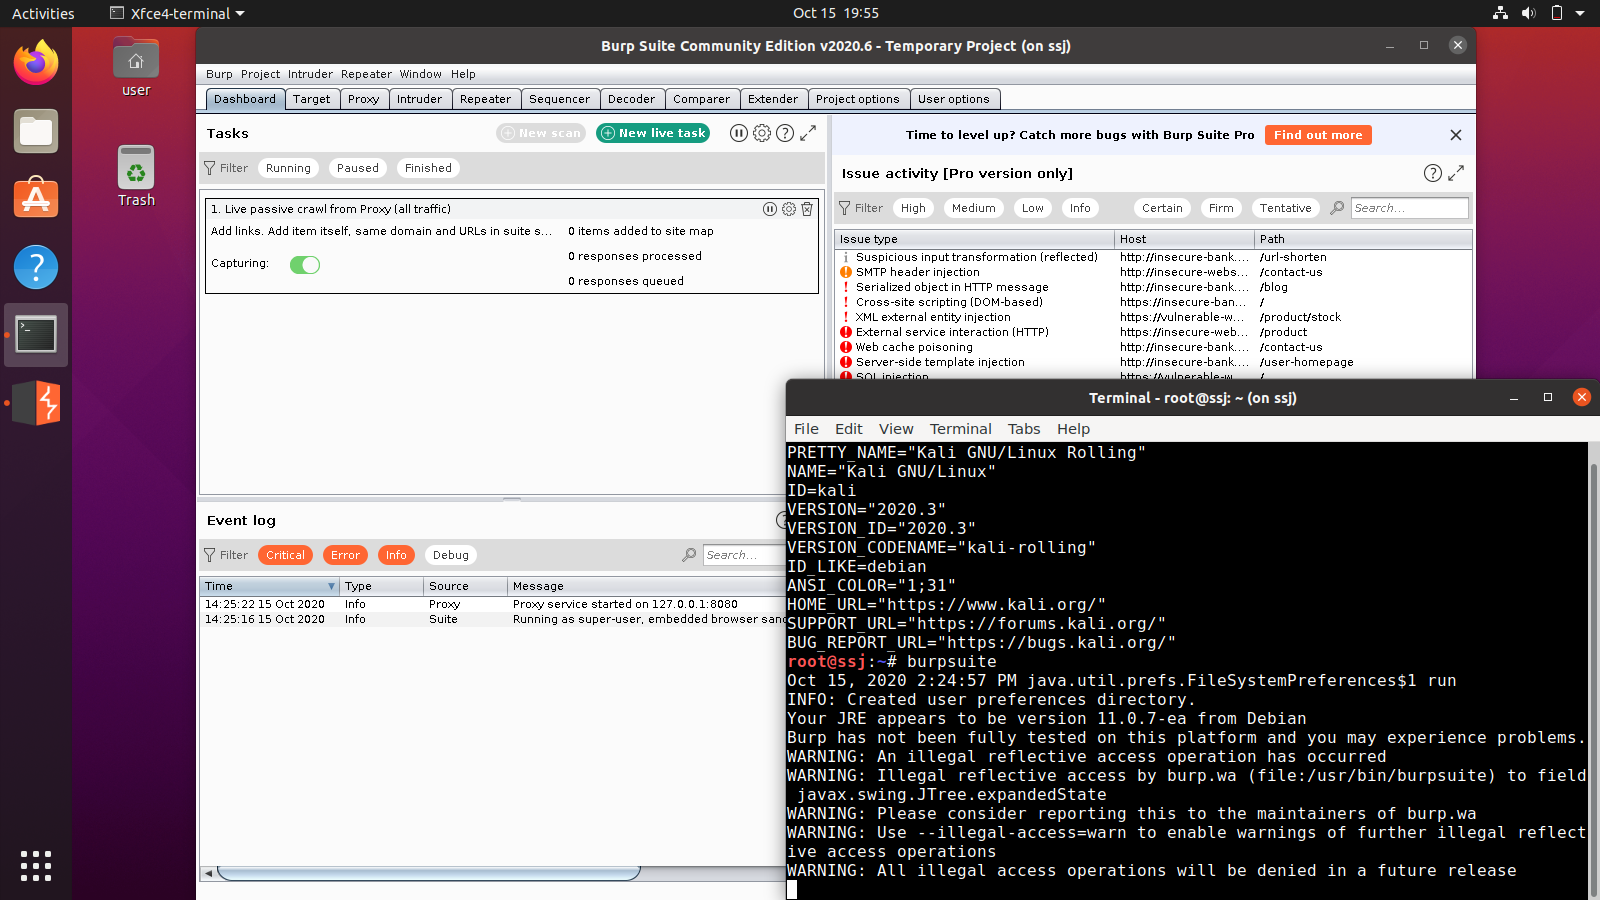 Activities
Xfce4-terminal
Oct 15 19:55
user
Trash
Burp Suite Community Edition v2020.6 - Temporary Project (on ssj)
Burp Project Intruder Repeater Window Help
Dashboard Target Proxy Intruder Repeater Sequencer Decoder Comparer Extender Project options User options
Tasks
New scan
New live task
Filter Running Paused Finished
1. Live passive crawl from Proxy (all traffic)
Add links. Add item itself, same domain and URLs in suite s...
0 items added to site map
Capturing:
0 responses processed
0 responses queued
Time to level up? Catch more bugs with Burp Suite Pro
Find out more
Issue activity [Pro version only]
Filter High Medium Low Info Certain Firm Tentative Search...
Issue type Host Path
Suspicious input transformation (reflected) http://insecure-bank.... /url-shorten
SMTP header injection http://insecure-webs... /contact-us
Serialized object in HTTP message http://insecure-bank.... /blog
Cross-site scripting (DOM-based) https://insecure-ban... /
XML external entity injection https://vulnerable-w... /product/stock
External service interaction (HTTP) https://insecure-web... /product
Web cache poisoning http://insecure-bank.... /contact-us
Server-side template injection http://insecure-bank.... /user-homepage
SQL injection https://vulnerable-w... /
Event log
Filter Critical Error Info Debug Search...
Time Type Source Message
14:25:22 15 Oct 2020 Info Proxy Proxy service started on 127.0.0.1:8080
14:25:16 15 Oct 2020 Info Suite Running as super-user, embedded browser sand
Terminal - root@ssj: ~ (on ssj)
File Edit View Terminal Tabs Help
PRETTY_NAME="Kali GNU/Linux Rolling"
NAME="Kali GNU/Linux"
ID=kali
VERSION="2020.3"
VERSION_ID="2020.3"
VERSION_CODENAME="kali-rolling"
ID_LIKE=debian
ANSI_COLOR="1;31"
HOME_URL="https://www.kali.org/"
SUPPORT_URL="https://forums.kali.org/"
BUG_REPORT_URL="https://bugs.kali.org/"
root@ssj:~# burpsuite
Oct 15, 2020 2:24:57 PM java.util.prefs.FileSystemPreferences$1 run
INFO: Created user preferences directory.
Your JRE appears to be version 11.0.7-ea from Debian
Burp has not been fully tested on this platform and you may experience problems.
WARNING: An illegal reflective access operation has occurred
WARNING: Illegal reflective access by burp.wa (file:/usr/bin/burpsuite) to field
javax.swing.JTree.expandedState
WARNING: Please consider reporting this to the maintainers of burp.wa
WARNING: Use --illegal-access=warn to enable warnings of further illegal reflect
ive access operations
WARNING: All illegal access operations will be denied in a future release